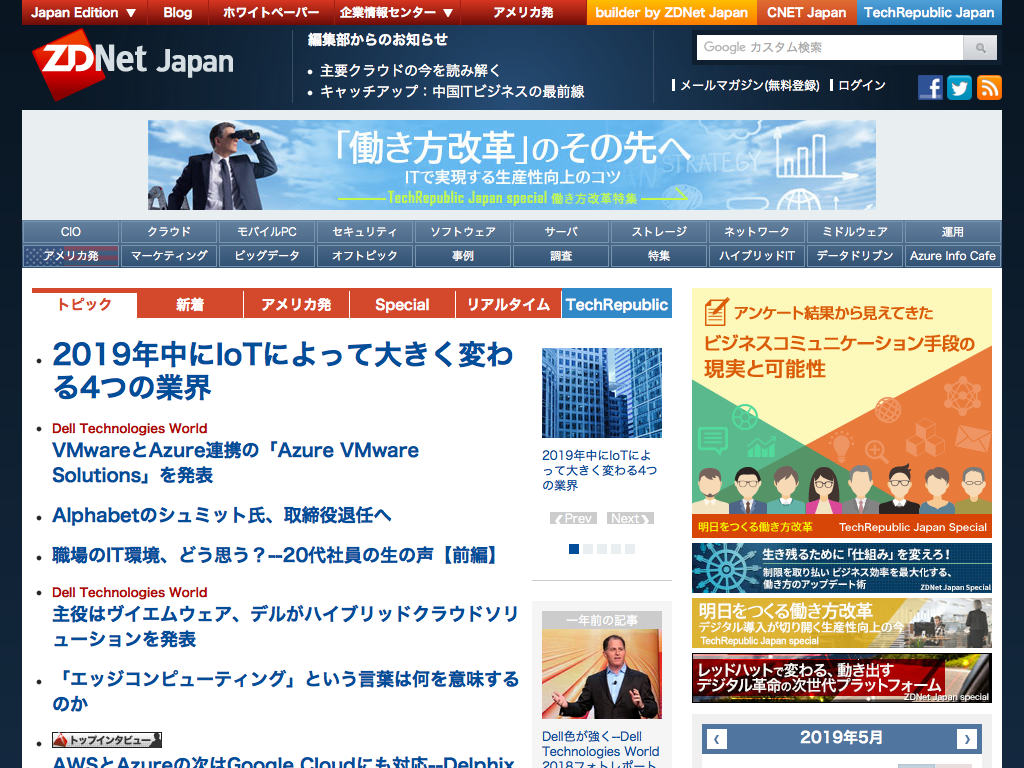 Japan Edition ▼ Blog ホワイトペーパー 企業情報センター ▼ アメリカ発 builder by ZDNet Japan CNET Japan TechRepublic Japan
ZDNet Japan
編集部からのお知らせ
主要クラウドの今を読み解く
キャッチアップ：中国ITビジネスの最前線
Google カスタム検索
メールマガジン(無料登録) ログイン
「働き方改革」のその先へ
ITで実現する生産性向上のコツ
TechRepublic Japan special 働き方改革特集
STRATEGY
CIO クラウド モバイルPC セキュリティ ソフトウェア サーバ ストレージ ネットワーク ミドルウェア 運用
アメリカ発 マーケティング ビッグデータ オフトピック 事例 調査 特集 ハイブリッドIT データドリブン Azure Info Cafe
トピック 新着 アメリカ発 Special リアルタイム TechRepublic
2019年中にIoTによって大きく変わ
る4つの業界
Dell Technologies World
VMwareとAzure連携の「Azure VMware
Solutions」を発表
Alphabetのシュミット氏、取締役退任へ
職場のIT環境、どう思う？--20代社員の生の声【前編】
Dell Technologies World
主役はヴイエムウェア、デルがハイブリッドクラウドソリ
ューションを発表
「エッジコンピューティング」という言葉は何を意味する
のか
トップインタビュー
AWSとAzureの次はGoogle Cloudにも対応--Delphix
2019年中にIoTによ
って大きく変わる4つ
の業界
❮Prev Next❯
一年前の記事
Dell色が強く--Dell
Technologies World
2018フォトレポート
アンケート結果から見えてきた
ビジネスコミュニケーション手段の
現実と可能性
明日をつくる働き方改革 TechRepublic Japan Special
生き残るために「仕組み」を変えろ！
制限を取り払い ビジネス効率を最大化する、
働き方のアップデート術
ZDNet Japan Special
明日をつくる働き方改革
デジタル導入が切り開く生産性向上の今
TechRepublic Japan special
レッドハットで変わる、動き出す
デジタル革命の次世代プラットフォーム
ZDNet Japan special
❮ 2019年5月 ❯